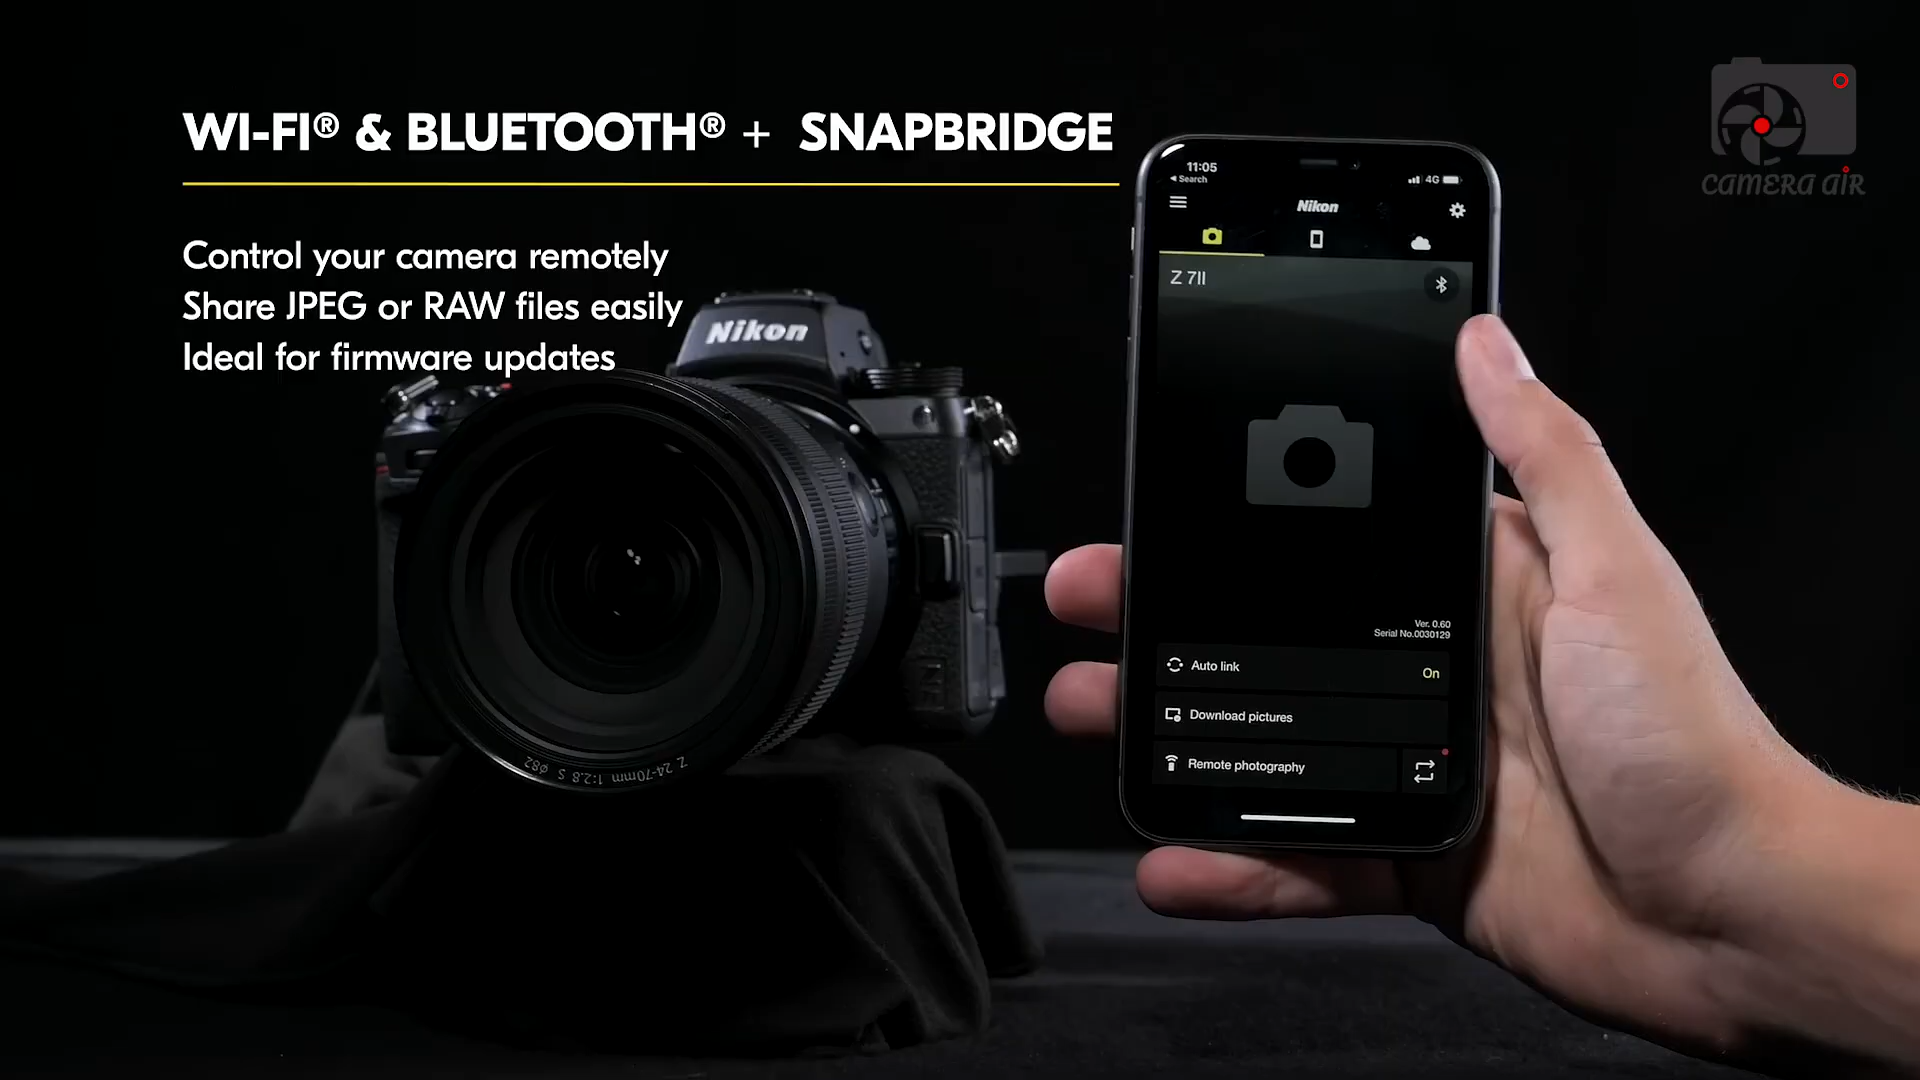 WI-FI® & BLUETOOTH® + SNAPBRIDGE
Control your camera remotely
Share JPEG or RAW files easily
Ideal for firmware updates
camera air
Nikon
Z 24-70mm 1:2.8 S ⌀82
11:05
Search
4G
Nikon
Z 7II
Ver. 0.60
Serial No.0030129
Auto link
On
Download pictures
Remote photography